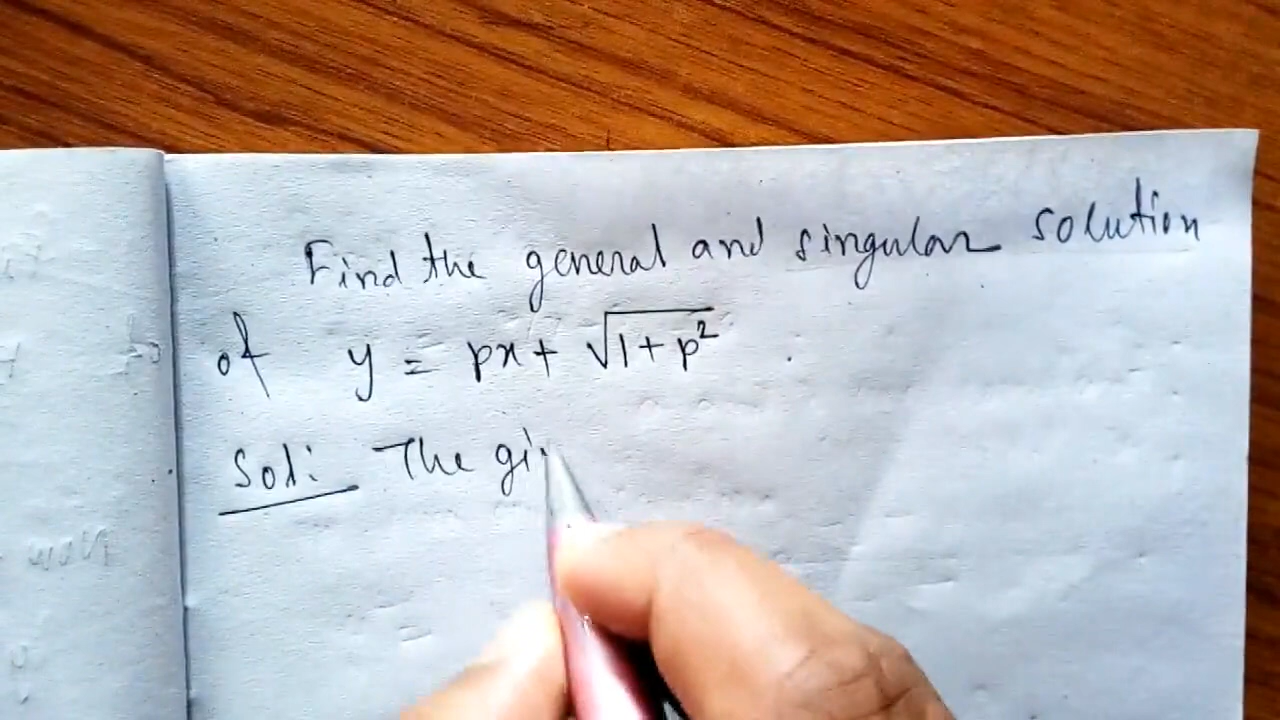 Find the general and singular solution
of y = px + √1+p² .
Sol: The gi